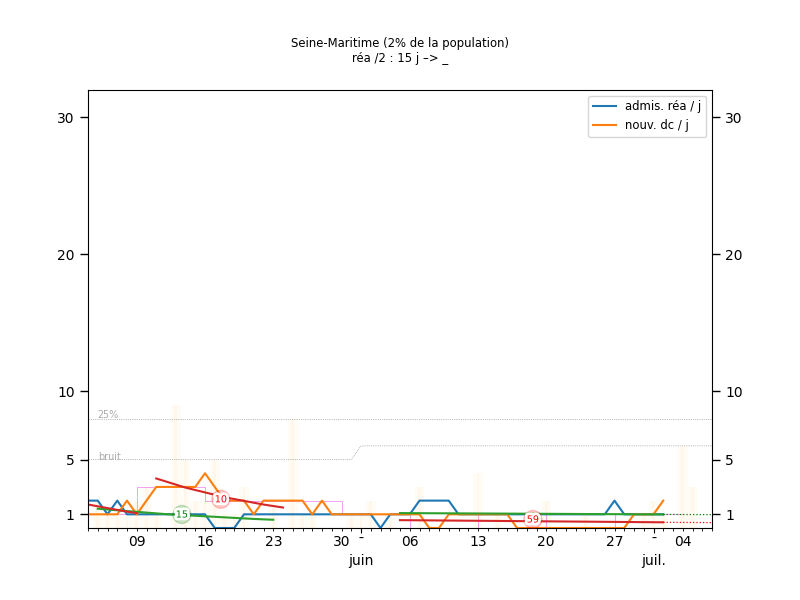 Seine-Maritime (2% de la population)
réa /2 : 15 j –> _
admis. réa / j
nouv. dc / j
30
30
20
20
10
10
25%
bruit
5
5
10
15
59
1
1
09 16 23 30 - 06 13 20 27 - 04
juin juil.